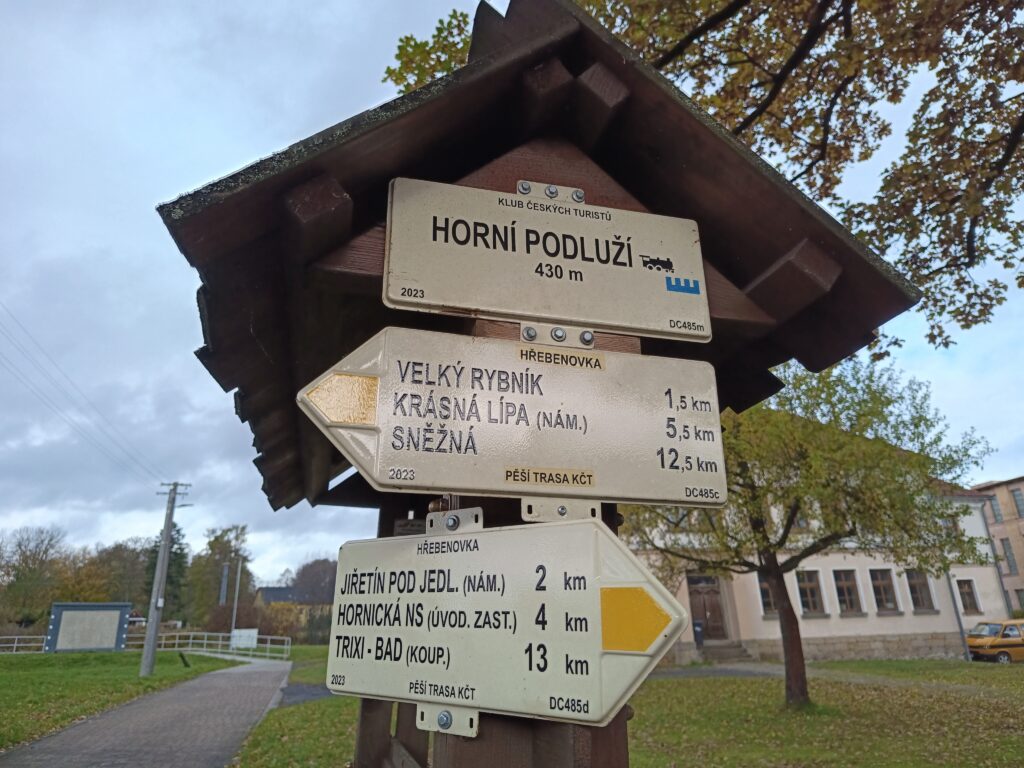 KLUB ČESKÝCH TURISTŮ
HORNÍ PODLUŽÍ
430 m
2023 DC485m
HŘEBENOVKA
VELKÝ RYBNÍK 1,5 km
KRÁSNÁ LÍPA (NÁM.) 5,5 km
SNĚŽNÁ 12,5 km
2023 PĚŠÍ TRASA KČT DC485c
HŘEBENOVKA
JIŘETÍN POD JEDL. (NÁM.) 2 km
HORNICKÁ NS (ÚVOD. ZAST.) 4 km
TRIXI - BAD (KOUP.) 13 km
2023 PĚŠÍ TRASA KČT DC485d